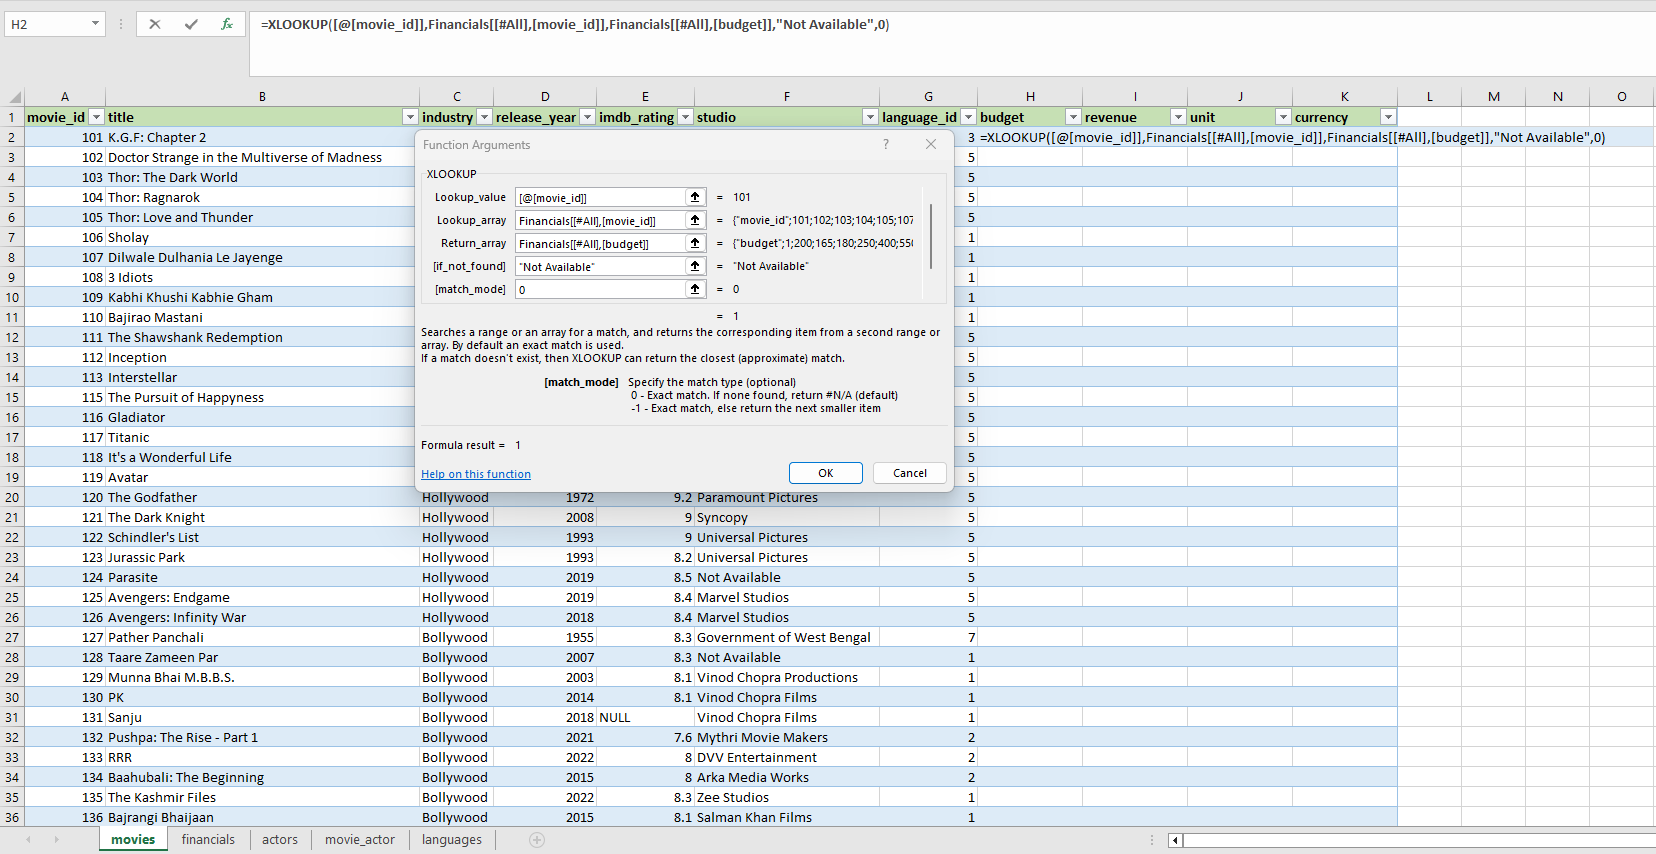 H2 fx =XLOOKUP([@[movie_id]],Financials[[#All],[movie_id]],Financials[[#All],[budget]],"Not Available",0)
A B C D E F G H I J K L M N O
1 movie_id title industry release_year imdb_rating studio language_id budget revenue unit currency
2 101 K.G.F: Chapter 2 3 =XLOOKUP([@[movie_id]],Financials[[#All],[movie_id]],Financials[[#All],[budget]],"Not Available",0)
3 102 Doctor Strange in the Multiverse of Madness 5
4 103 Thor: The Dark World 5
5 104 Thor: Ragnarok 5
6 105 Thor: Love and Thunder 5
7 106 Sholay 1
8 107 Dilwale Dulhania Le Jayenge 1
9 108 3 Idiots 1
10 109 Kabhi Khushi Kabhie Gham 1
11 110 Bajirao Mastani 1
12 111 The Shawshank Redemption 5
13 112 Inception 5
14 113 Interstellar 5
15 115 The Pursuit of Happyness 5
16 116 Gladiator 5
17 117 Titanic 5
18 118 It's a Wonderful Life 5
19 119 Avatar 5
20 120 The Godfather Hollywood 1972 9.2 Paramount Pictures 5
21 121 The Dark Knight Hollywood 2008 9 Syncopy 5
22 122 Schindler's List Hollywood 1993 9 Universal Pictures 5
23 123 Jurassic Park Hollywood 1993 8.2 Universal Pictures 5
24 124 Parasite Hollywood 2019 8.5 Not Available 5
25 125 Avengers: Endgame Hollywood 2019 8.4 Marvel Studios 5
26 126 Avengers: Infinity War Hollywood 2018 8.4 Marvel Studios 5
27 127 Pather Panchali Bollywood 1955 8.3 Government of West Bengal 7
28 128 Taare Zameen Par Bollywood 2007 8.3 Not Available 1
29 129 Munna Bhai M.B.B.S. Bollywood 2003 8.1 Vinod Chopra Productions 1
30 130 PK Bollywood 2014 8.1 Vinod Chopra Films 1
31 131 Sanju Bollywood 2018 NULL Vinod Chopra Films 1
32 132 Pushpa: The Rise - Part 1 Bollywood 2021 7.6 Mythri Movie Makers 2
33 133 RRR Bollywood 2022 8 DVV Entertainment 2
34 134 Baahubali: The Beginning Bollywood 2015 8 Arka Media Works 2
35 135 The Kashmir Files Bollywood 2022 8.3 Zee Studios 1
36 136 Bajrangi Bhaijaan Bollywood 2015 8.1 Salman Khan Films 1
Function Arguments ?
XLOOKUP
Lookup_value [@[movie_id]] = 101
Lookup_array Financials[[#All],[movie_id]] = {"movie_id";101;102;103;104;105;107
Return_array Financials[[#All],[budget]] = {"budget";1;200;165;180;250;400;550
[if_not_found] "Not Available" = "Not Available"
[match_mode] 0 = 0
= 1
Searches a range or an array for a match, and returns the corresponding item from a second range or
array. By default an exact match is used.
If a match doesn't exist, then XLOOKUP can return the closest (approximate) match.
[match_mode] Specify the match type (optional)
0 - Exact match. If none found, return #N/A (default)
-1 - Exact match, else return the next smaller item
Formula result = 1
Help on this function OK Cancel
movies financials actors movie_actor languages